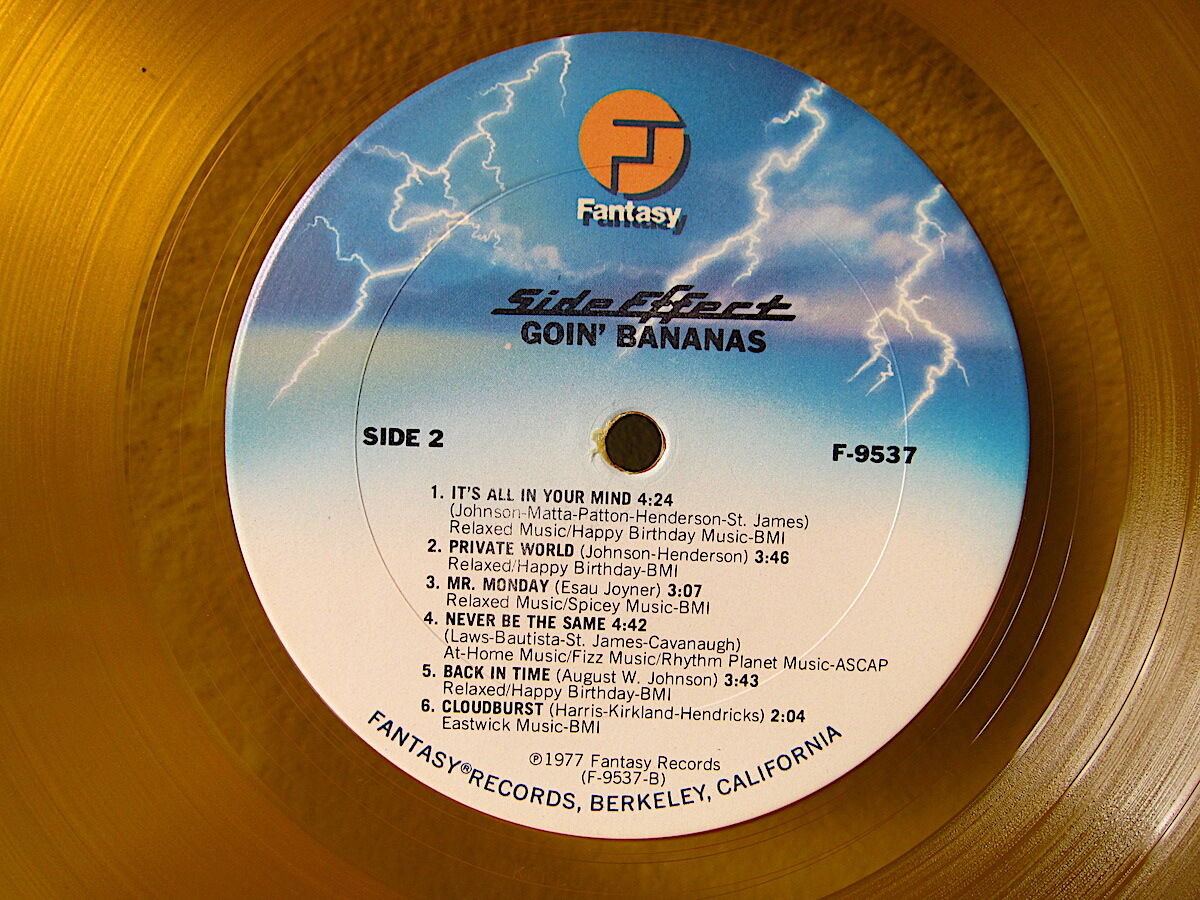 Fantasy
Side Effect
GOIN' BANANAS
SIDE 2
F-9537
1. IT'S ALL IN YOUR MIND 4:24
(Johnson-Matta-Patton-Henderson-St. James)
Relaxed Music/Happy Birthday Music-BMI
2. PRIVATE WORLD (Johnson-Henderson) 3:46
Relaxed/Happy Birthday-BMI
3. MR. MONDAY (Esau Joyner) 3:07
Relaxed Music/Spicey Music-BMI
4. NEVER BE THE SAME 4:42
(Laws-Bautista-St. James-Cavanaugh)
At-Home Music/Fizz Music/Rhythm Planet Music-ASCAP
5. BACK IN TIME (August W. Johnson) 3:43
Relaxed/Happy Birthday-BMI
6. CLOUDBURST (Harris-Kirkland-Hendricks) 2:04
Eastwick Music-BMI
℗1977 Fantasy Records
(F-9537-B)
FANTASY® RECORDS, BERKELEY, CALIFORNIA